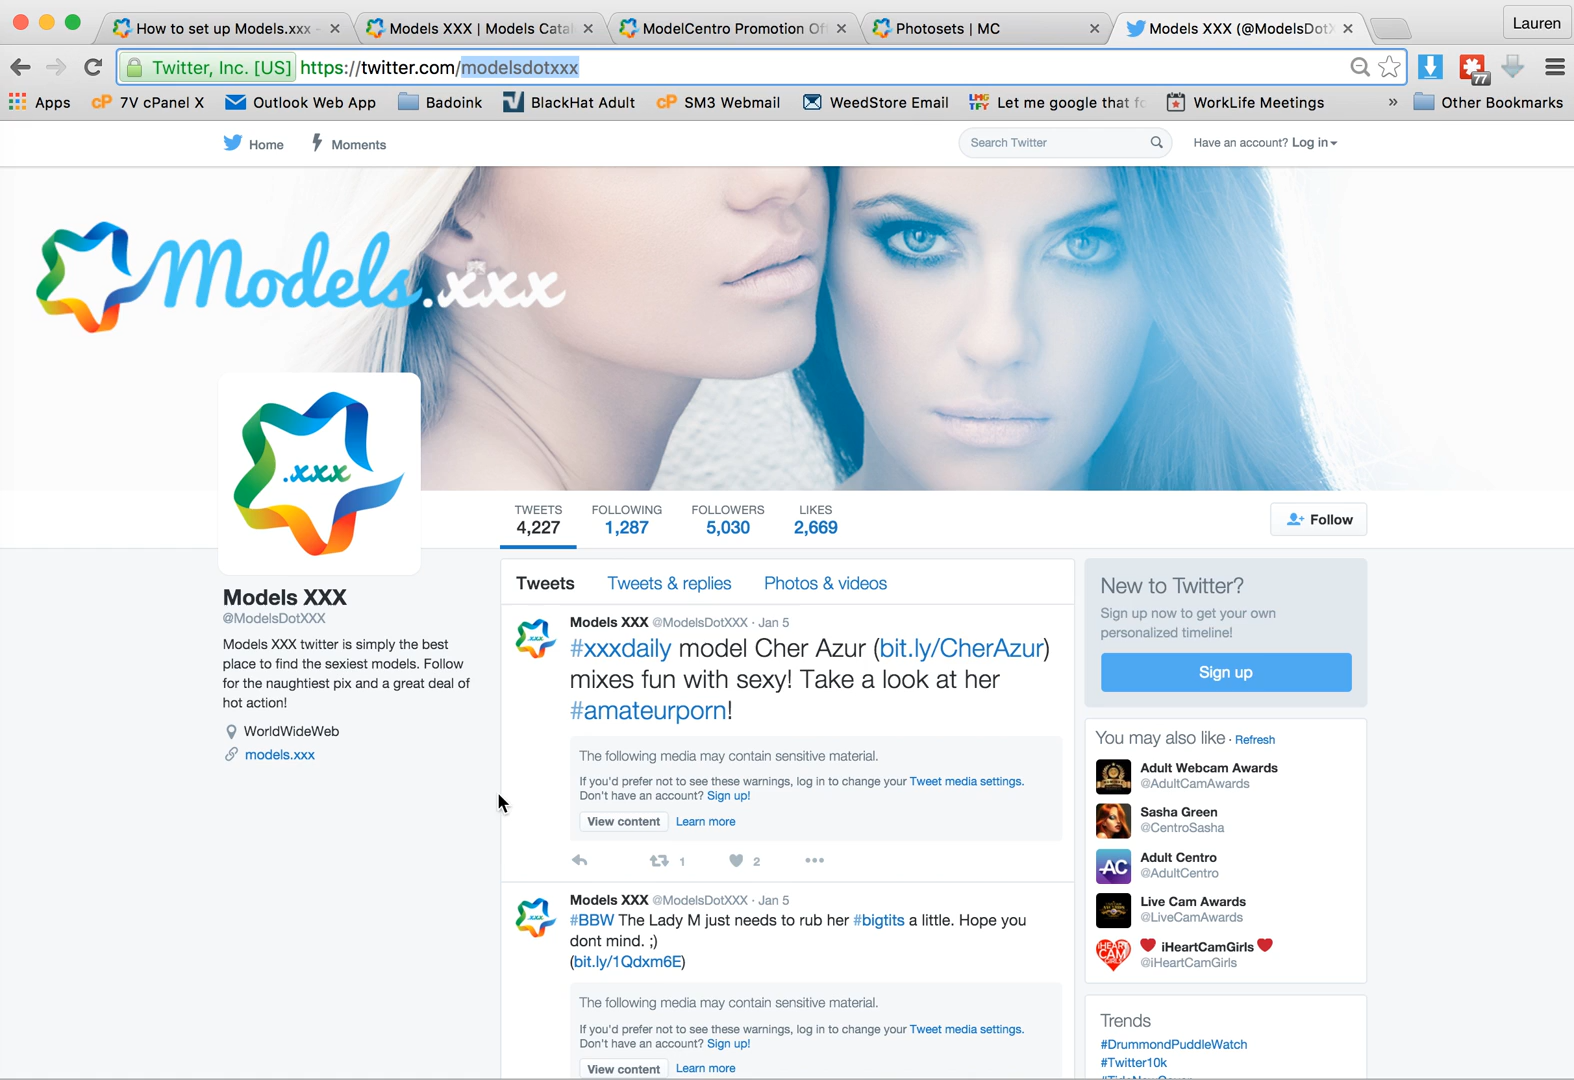 How to set up Models.xxx
Models XXX | Models Catal
ModelCentro Promotion Of
Photosets | MC
Models XXX (@ModelsDotX
Lauren
Twitter, Inc. [US] https://twitter.com/modelsdotxxx
77
Apps
cP 7V cPanel X
Outlook Web App
Badoink
BlackHat Adult
cP SM3 Webmail
WeedStore Email
LMG TFY Let me google that fo
WorkLife Meetings
»
Other Bookmarks
Home
Moments
Search Twitter
Have an account? Log in
Models.xxx
.xxx
TWEETS
4,227
FOLLOWING
1,287
FOLLOWERS
5,030
LIKES
2,669
Follow
Models XXX
@ModelsDotXXX
Models XXX twitter is simply the best
place to find the sexiest models. Follow
for the naughtiest pix and a great deal of
hot action!
WorldWideWeb
models.xxx
Tweets
Tweets & replies
Photos & videos
Models XXX @ModelsDotXXX · Jan 5
#xxxdaily model Cher Azur (bit.ly/CherAzur)
mixes fun with sexy! Take a look at her
#amateurporn!
The following media may contain sensitive material.
If you'd prefer not to see these warnings, log in to change your Tweet media settings.
Don't have an account? Sign up!
View content
Learn more
1
2
Models XXX @ModelsDotXXX · Jan 5
#BBW The Lady M just needs to rub her #bigtits a little. Hope you
dont mind. ;)
(bit.ly/1Qdxm6E)
The following media may contain sensitive material.
If you'd prefer not to see these warnings, log in to change your Tweet media settings.
Don't have an account? Sign up!
View content
Learn more
New to Twitter?
Sign up now to get your own
personalized timeline!
Sign up
You may also like · Refresh
Adult Webcam Awards
@AdultCamAwards
Sasha Green
@CentroSasha
AC
Adult Centro
@AdultCentro
Live Cam Awards
@LiveCamAwards
iHEART CAM GIRLS
iHeartCamGirls
@iHeartCamGirls
Trends
#DrummondPuddleWatch
#Twitter10k